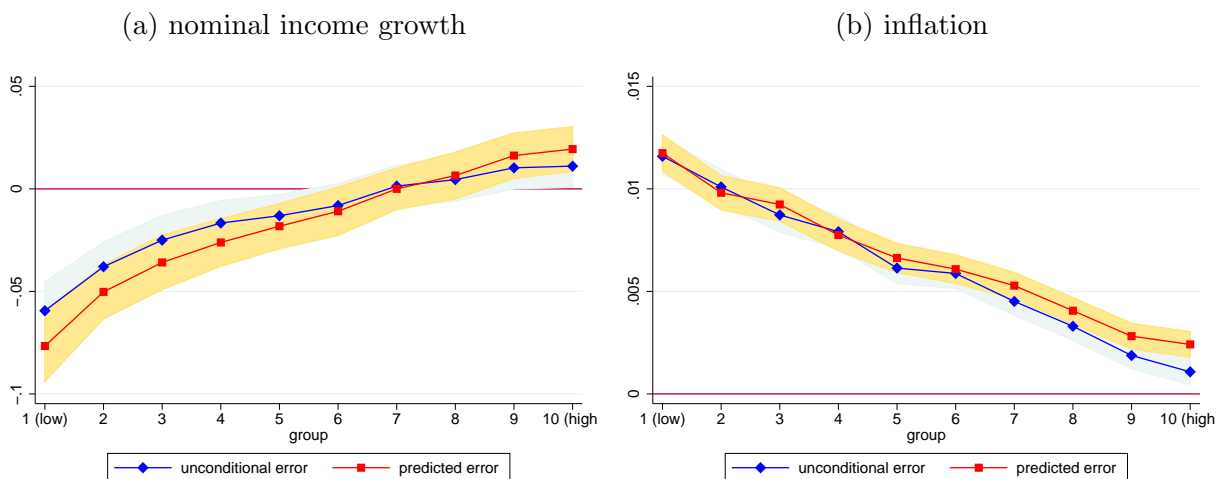 (a) nominal income growth
.05
0
-.05
-.1
1 (low) 2 3 4 5 6 7 8 9 10 (high
group
unconditional error predicted error
(b) inflation
.015
.01
.005
0
1 (low) 2 3 4 5 6 7 8 9 10 (high
group
unconditional error predicted error